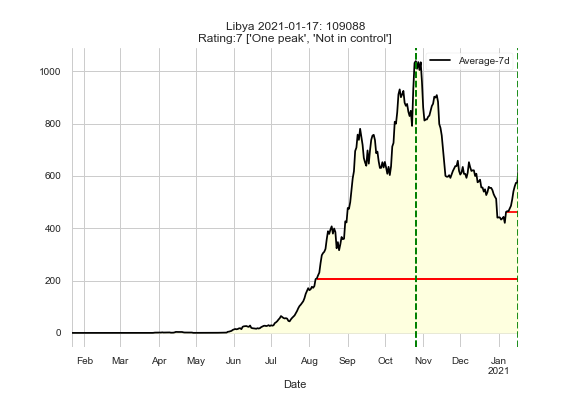 Libya 2021-01-17: 109088
Rating:7 ['One peak', 'Not in control']
Average-7d
1000
800
600
400
200
0
Feb Mar Apr May Jun Jul Aug Sep Oct Nov Dec Jan
2021
Date